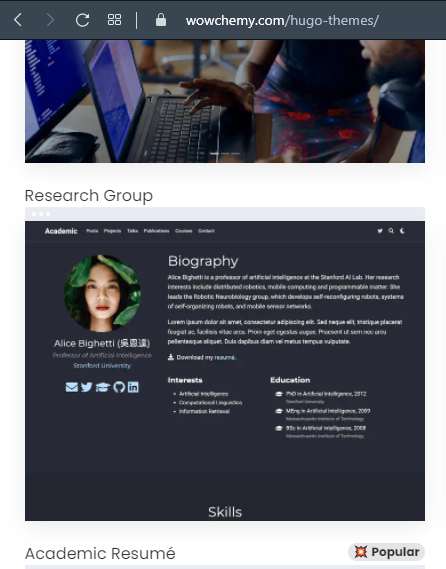 wowchemy.com/hugo-themes/
Research Group
Academic Posts Projects Talks Publications Courses Contact
Biography
Alice Bighetti is a professor of artificial intelligence at the Stanford AI Lab. Her research
interests include distributed robotics, mobile computing and programmable matter. She
leads the Robotic Neurobiology group, which develops self-reconfiguring robots, systems
of self-organizing robots, and mobile sensor networks.
Lorem ipsum dolor sit amet, consectetur adipiscing elit. Sed neque elit, tristique placerat
feugiat ac, facilisis vitae arcu. Proin eget egestas augue. Praesent ut sem nec arcu
pellentesque aliquet. Duis dapibus diam vel metus tempus vulputate.
Alice Bighetti (吳恩達)
Professor of Artificial Intelligence
Stanford University
Download my resumé.
Interests
Artificial Intelligence
Computational Linguistics
Information Retrieval
Education
PhD in Artificial Intelligence, 2012
Stanford University
MEng in Artificial Intelligence, 2009
Massachusetts Institute of Technology
BSc in Artificial Intelligence, 2008
Massachusetts Institute of Technology
Skills
Academic Resumé
Popular